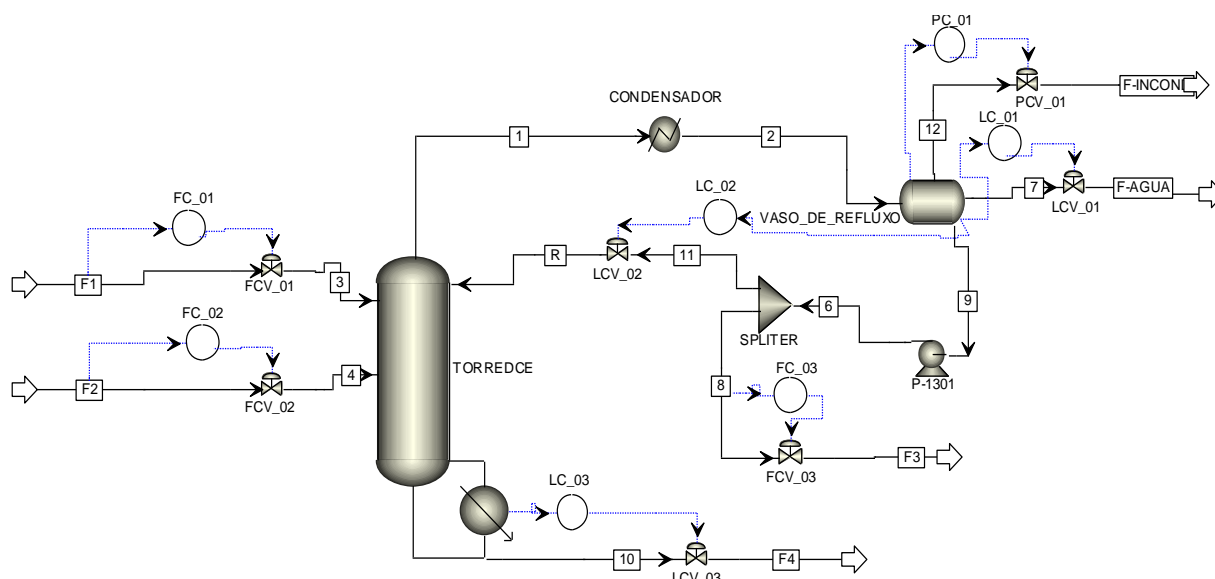 PC_01
PCV_01
F-INCOND
12
CONDENSADOR
1
2
LC_01
7
LCV_01
F-AGUA
LC_02
VASO_DE_REFLUXO
FC_01
F1
FCV_01
3
R
LCV_02
11
6
9
SPLITER
P-1301
FC_02
F2
FCV_02
4
TORREDCE
8
FC_03
FCV_03
F3
LC_03
10
LCV_03
F4